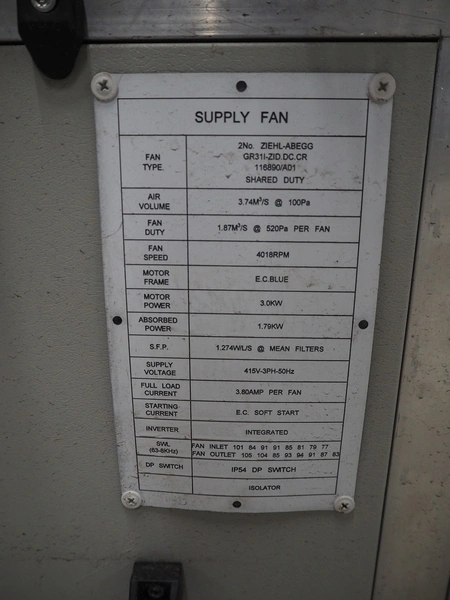 SUPPLY FAN
FAN TYPE
2No. ZIEHL-ABEGG
GR31I-ZID.DC.CR
116890/A01
SHARED DUTY
AIR VOLUME
3.74M³/S @ 100Pa
FAN DUTY
1.87M³/S @ 520Pa PER FAN
FAN SPEED
4018RPM
MOTOR FRAME
E.C.BLUE
MOTOR POWER
3.0KW
ABSORBED POWER
1.79KW
S.F.P.
1.274W/L/S @ MEAN FILTERS
SUPPLY VOLTAGE
415V-3PH-50Hz
FULL LOAD CURRENT
3.80AMP PER FAN
STARTING CURRENT
E.C. SOFT START
INVERTER
INTEGRATED
SWL (63-8KHz)
FAN INLET 101 84 91 91 85 81 79 77
FAN OUTLET 105 104 85 93 94 91 87 83
DP SWITCH
IP54 DP SWITCH
ISOLATOR